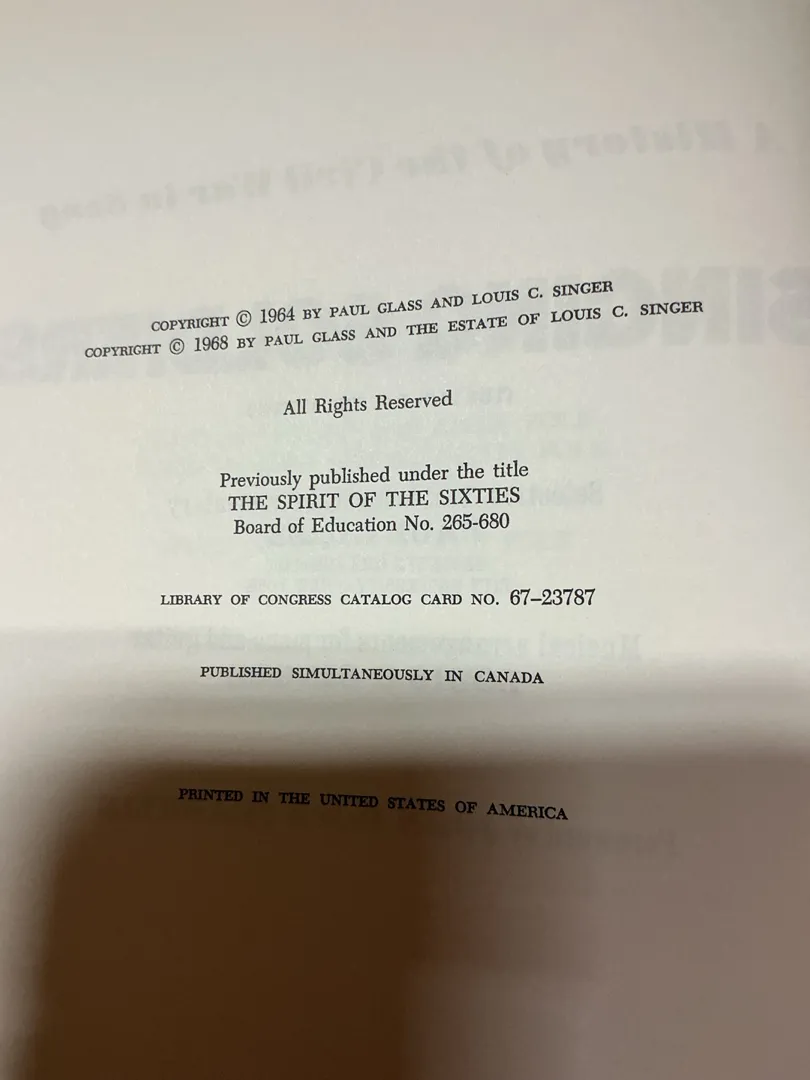 COPYRIGHT © 1964 BY PAUL GLASS AND LOUIS C. SINGER
COPYRIGHT © 1968 BY PAUL GLASS AND THE ESTATE OF LOUIS C. SINGER
All Rights Reserved
Previously published under the title
THE SPIRIT OF THE SIXTIES
Board of Education No. 265-680
LIBRARY OF CONGRESS CATALOG CARD NO. 67–23787
PUBLISHED SIMULTANEOUSLY IN CANADA
PRINTED IN THE UNITED STATES OF AMERICA